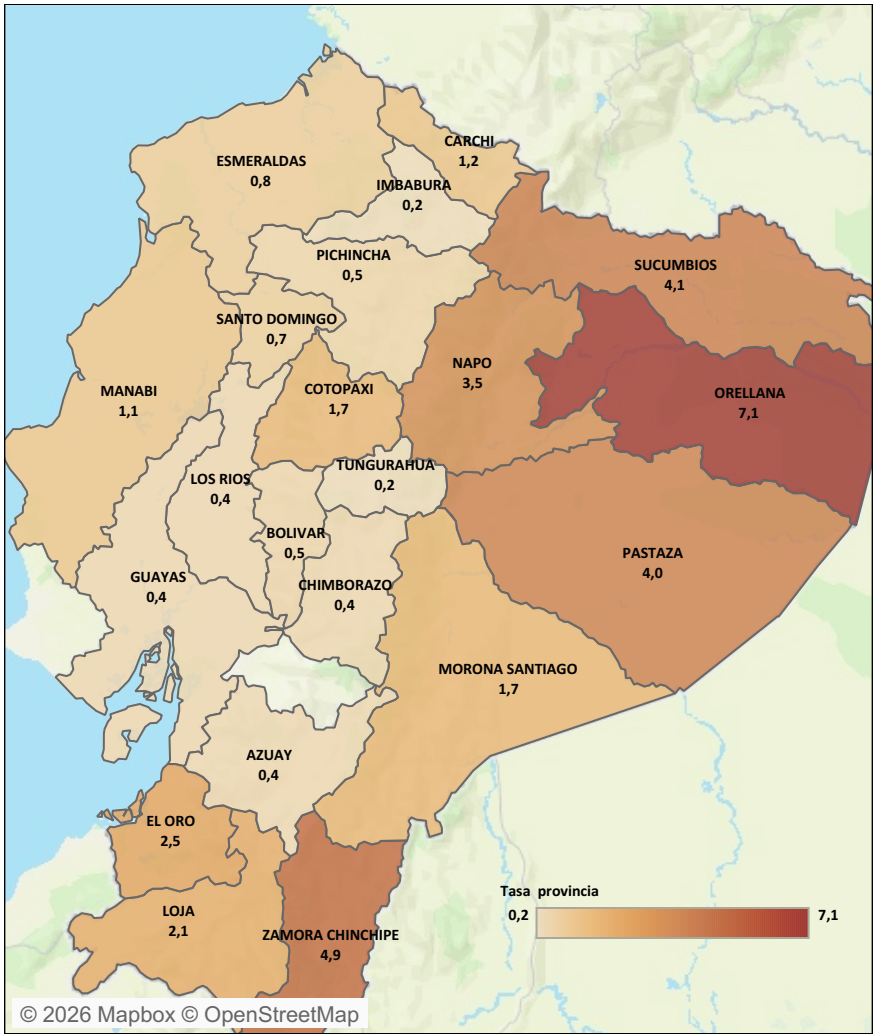 CARCHI
1,2
ESMERALDAS
0,8
IMBABURA
0,2
PICHINCHA
0,5
SUCUMBIOS
4,1
SANTO DOMINGO
0,7
NAPO
3,5
MANABI
1,1
COTOPAXI
1,7
ORELLANA
7,1
TUNGURAHUA
0,2
LOS RIOS
0,4
BOLIVAR
0,5
PASTAZA
4,0
GUAYAS
0,4
CHIMBORAZO
0,4
MORONA SANTIAGO
1,7
AZUAY
0,4
EL ORO
2,5
Tasa provincia
0,2 7,1
LOJA
2,1
ZAMORA CHINCHIPE
4,9
© 2026 Mapbox © OpenStreetMap